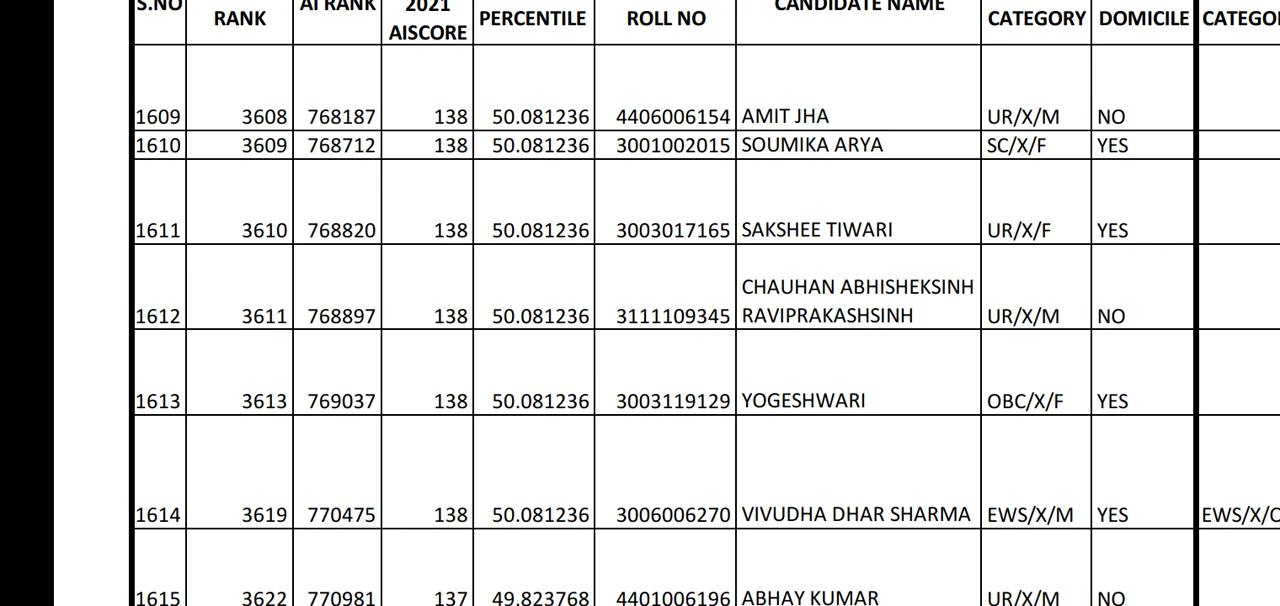 S.NO RANK AI RANK 2021 AISCORE PERCENTILE ROLL NO CANDIDATE NAME CATEGORY DOMICILE
1609 3608 768187 138 50.081236 4406006154 AMIT JHA UR/X/M NO
1610 3609 768712 138 50.081236 3001002015 SOUMIKA ARYA SC/X/F YES
1611 3610 768820 138 50.081236 3003017165 SAKSHEE TIWARI UR/X/F YES
CHAUHAN ABHISHEKSINH
1612 3611 768897 138 50.081236 3111109345 RAVIPRAKASHSINH UR/X/M NO
1613 3613 769037 138 50.081236 3003119129 YOGESHWARI OBC/X/F YES
1614 3619 770475 138 50.081236 3006006270 VIVUDHA DHAR SHARMA EWS/X/M YES
1615 3622 770981 137 49.823768 4401006196 ABHAY KUMAR UR/X/M NO